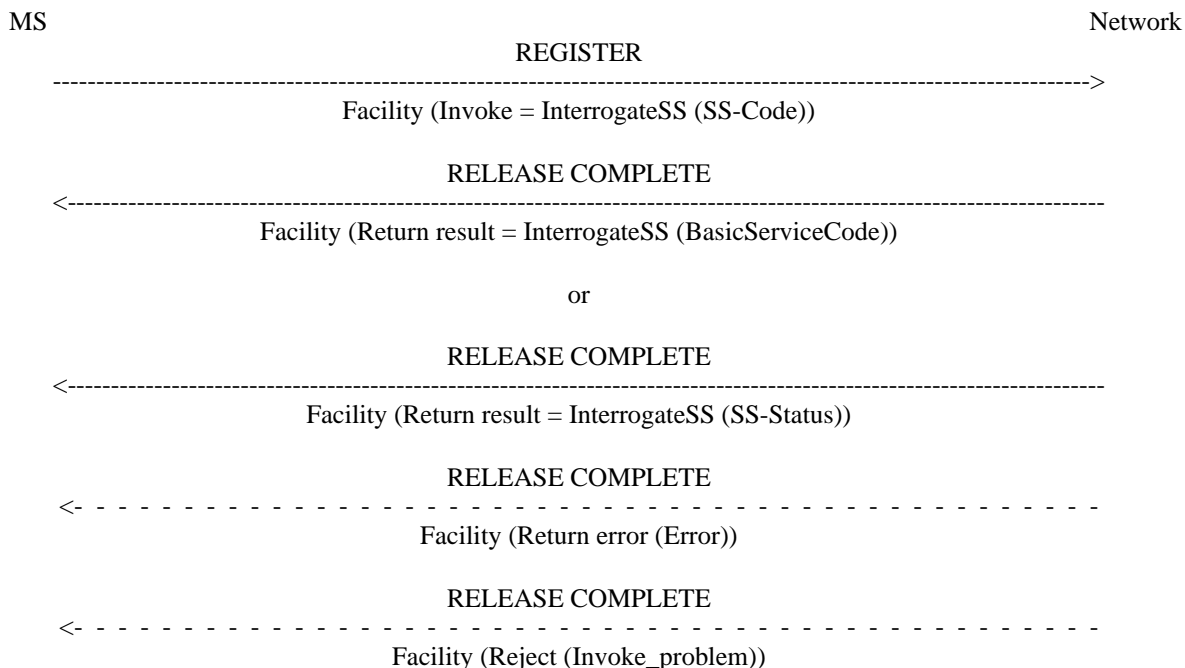 MS Network
REGISTER
------------------------------------------------------------------------------------------------------------------------>
Facility (Invoke = InterrogateSS (SS-Code))
RELEASE COMPLETE
<------------------------------------------------------------------------------------------------------------------------
Facility (Return result = InterrogateSS (BasicServiceCode))
or
RELEASE COMPLETE
<------------------------------------------------------------------------------------------------------------------------
Facility (Return result = InterrogateSS (SS-Status))
RELEASE COMPLETE
<- - - - - - - - - - - - - - - - - - - - - - - - - - - - - - - - - - - - - - - - - - - - - - - -
Facility (Return error (Error))
RELEASE COMPLETE
<- - - - - - - - - - - - - - - - - - - - - - - - - - - - - - - - - - - - - - - - - - - - - - - -
Facility (Reject (Invoke_problem))